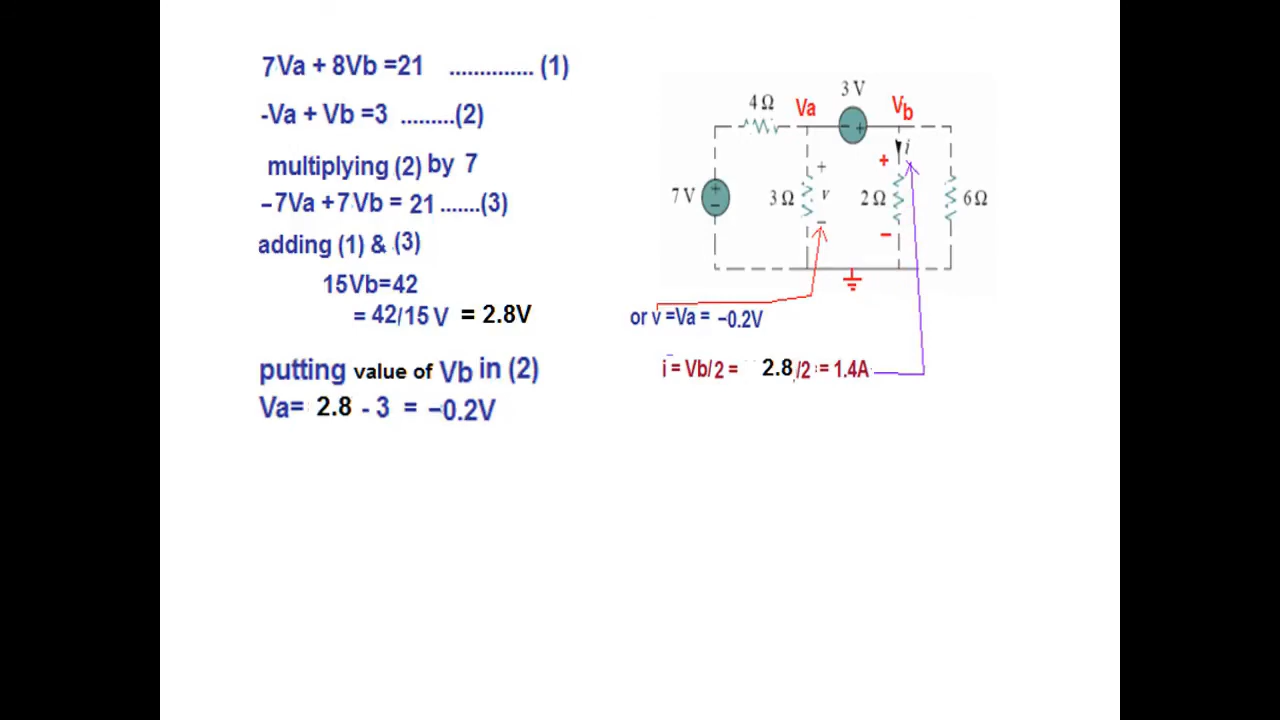 7Va + 8Vb =21 .............. (1)
-Va + Vb =3 .........(2)
multiplying (2) by 7
−7Va +7Vb = 21 .......(3)
adding (1) & (3)
15Vb=42
= 42/15 V = 2.8V
putting value of Vb in (2)
Va= 2.8 - 3 = −0.2V
3 V
4 Ω Va Vb
+ i
7 V + − 3 Ω + v − 2 Ω + − 6 Ω
or v =Va = −0.2V
i = Vb/2 = 2.8 /2 = 1.4A